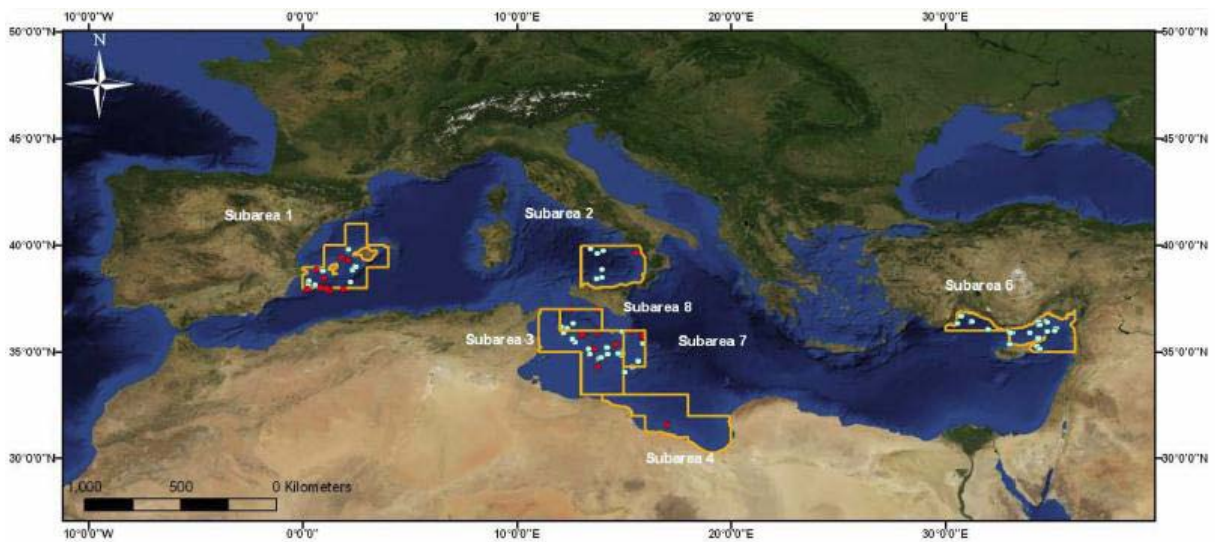 10°0'0"W 0°0'0" 10°0'0"E 20°0'0"E 30°0'0"E
50°0'0"N 50°0'0"N
N
45°0'0"N 45°0'0"N
Subarea 1 Subarea 2
40°0'0"N 40°0'0"N
Subarea 6
Subarea 8
Subarea 3 Subarea 7
35°0'0"N 35°0'0"N
Subarea 4
30°0'0"N 30°0'0"N
1,000 500 0 Kilometers
10°0'0"W 0°0'0" 10°0'0"E 20°0'0"E 30°0'0"E